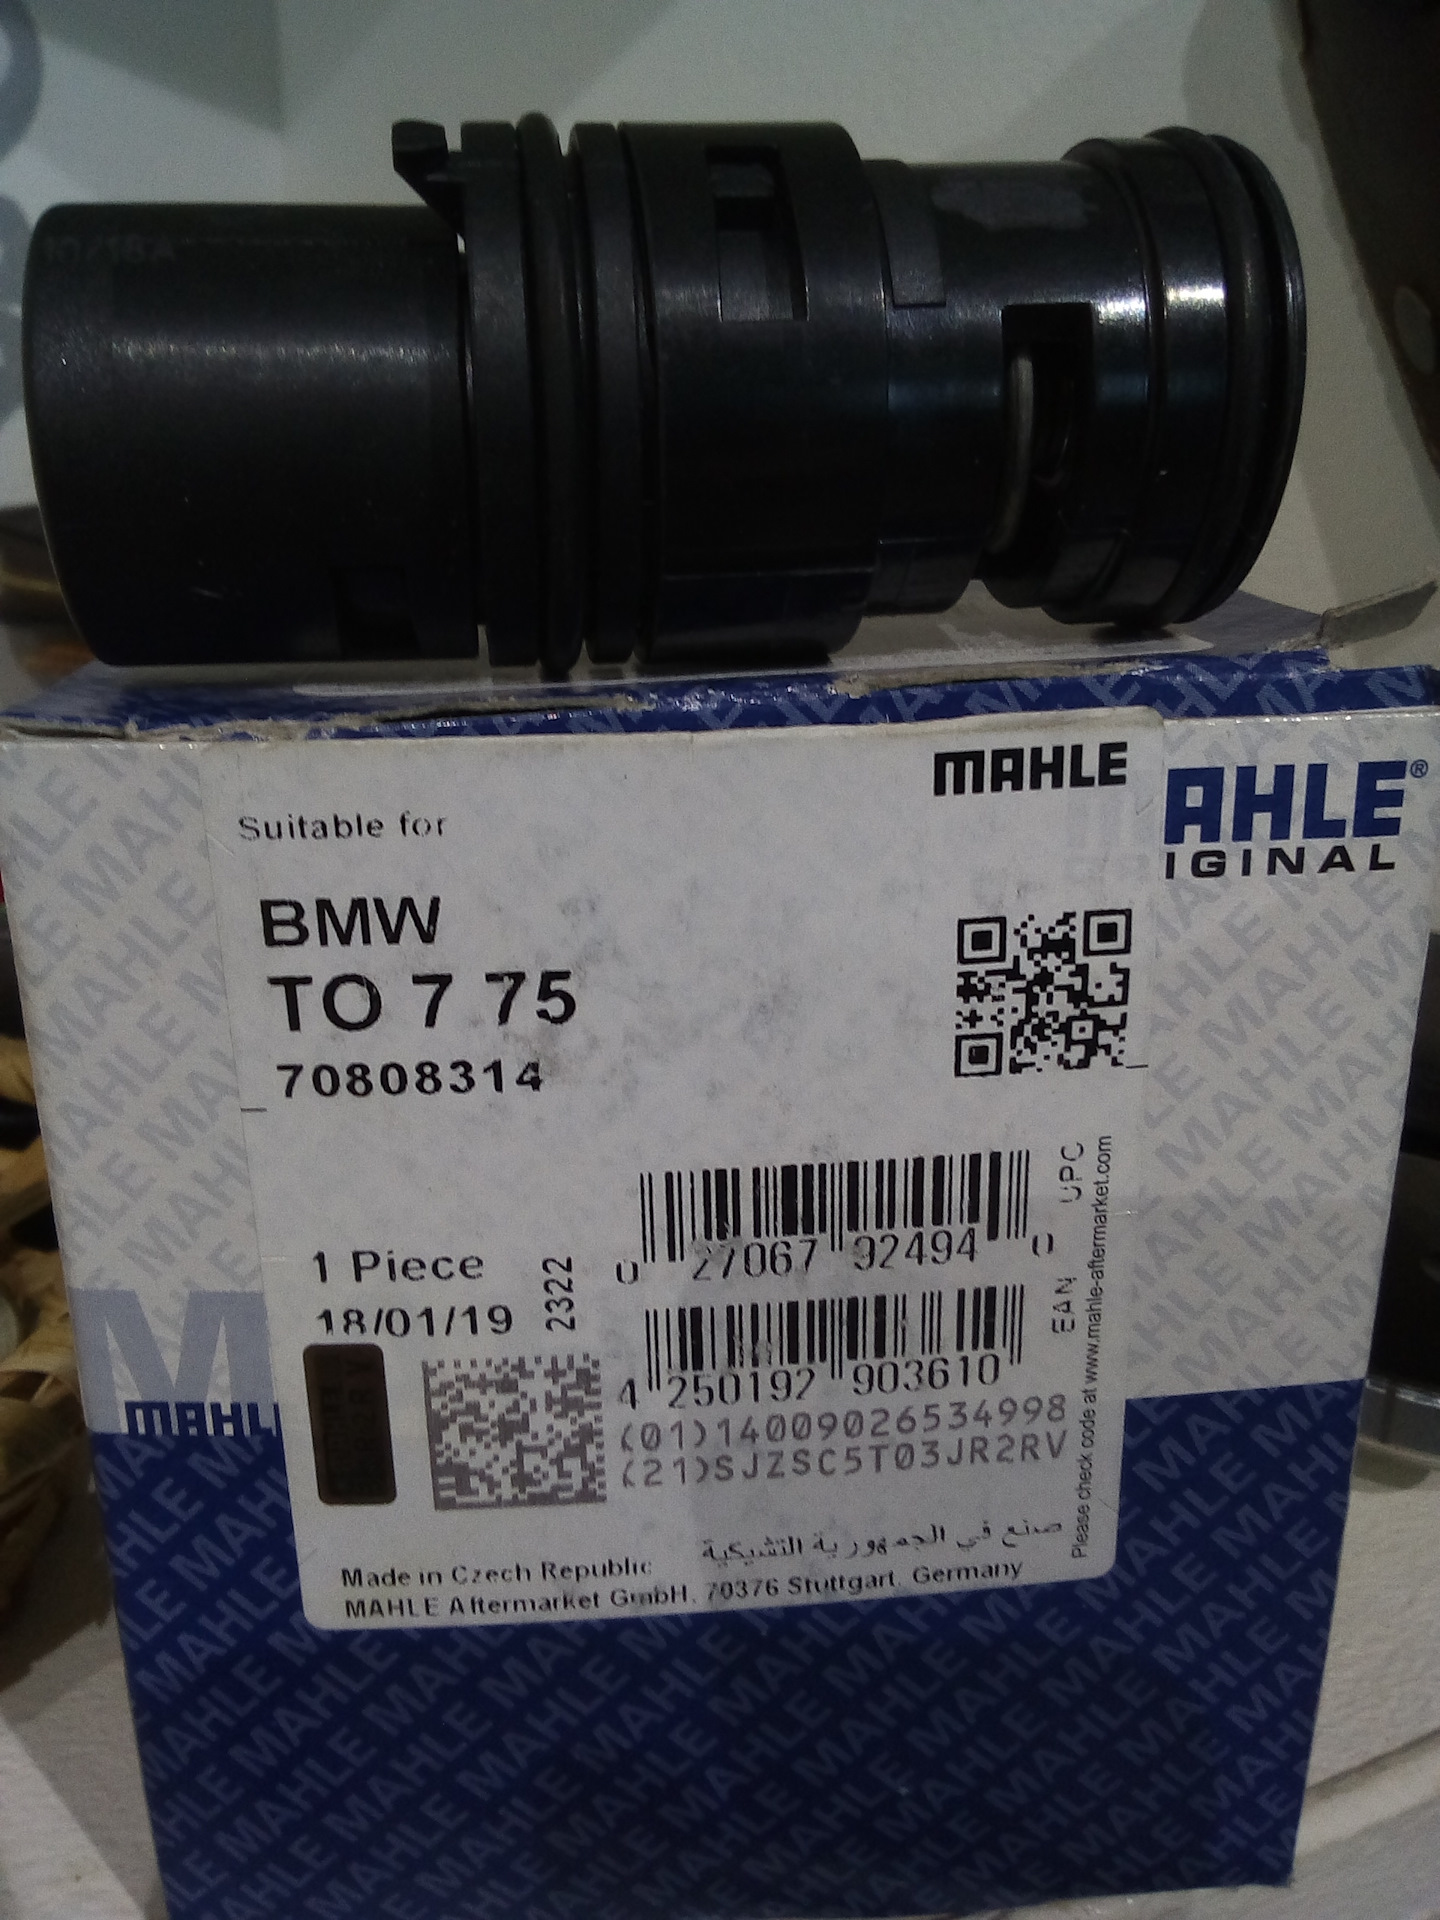 MAHLE
AHLE®
IGINAL
Suitable for
BMW
TO 7 75
70808314
1 Piece
18/01/19
2322
0 27067 92494 0
UPC
4 250192 903610
EAN
(01)14009026534998
(21)SJZSC5T03JR2RV
Please check code at www.mahle-aftermarket.com
صنع في الجمهورية التشيكية
Made in Czech Republic
MAHLE Aftermarket GmbH. 70376 Stuttgart. Germany